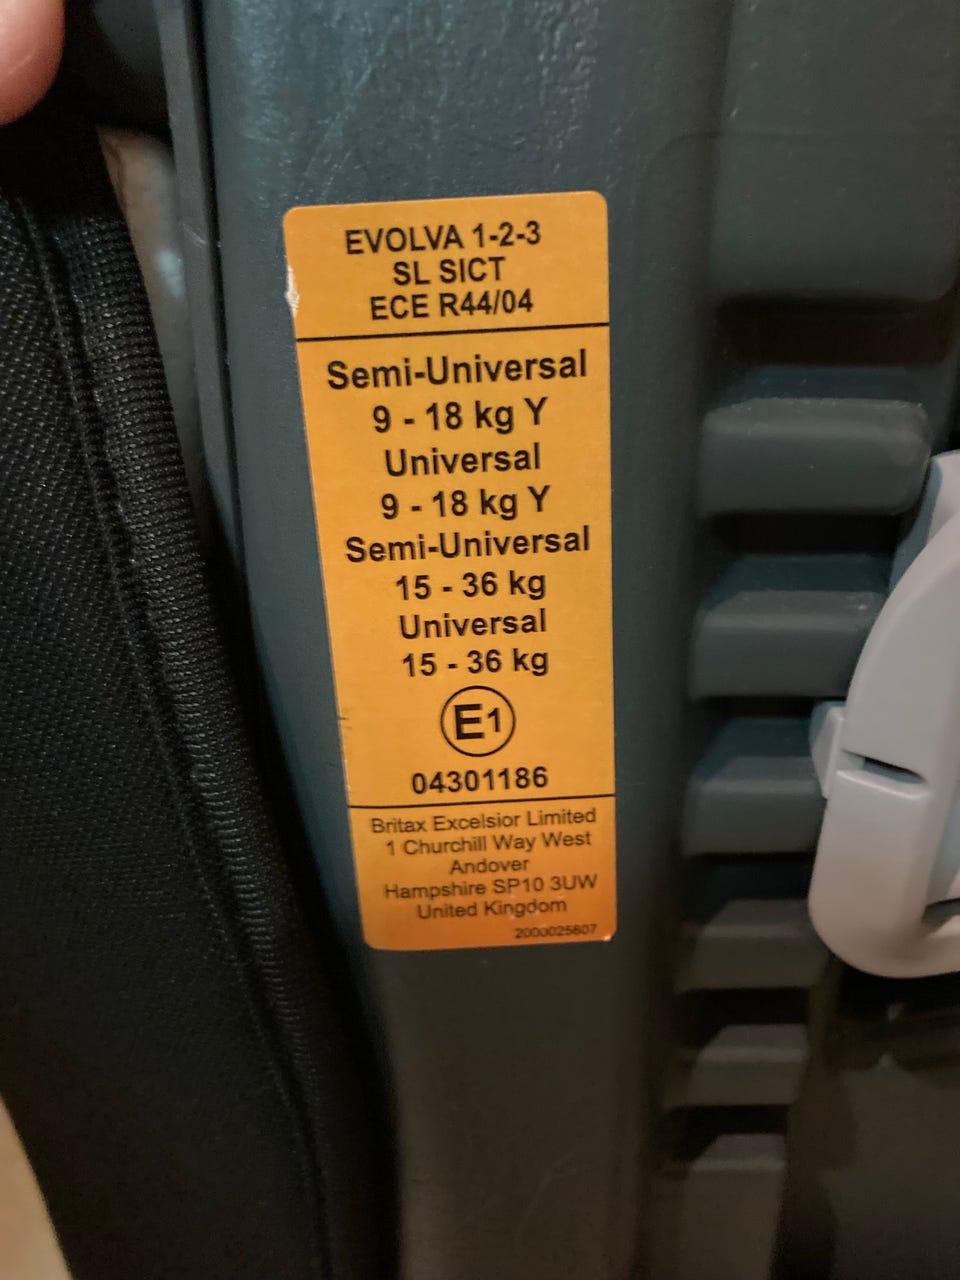 EVOLVA 1-2-3
SL SICT
ECE R44/04
Semi-Universal
9 - 18 kg Y
Universal
9 - 18 kg Y
Semi-Universal
15 - 36 kg
Universal
15 - 36 kg
E1
04301186
Britax Excelsior Limited
1 Churchill Way West
Andover
Hampshire SP10 3UW
United Kingdom
2000025607